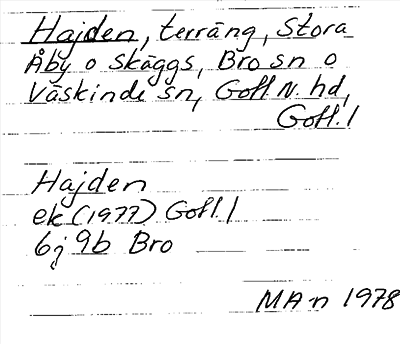 Hajden, terräng, Stora
Åby o Skäggs, Bro sn o
Väskinde sn, Gotl. N. hd,
Gotl. l
Hajden
ek (1977) Gotl. l
6j 9b Bro
MAn 1978